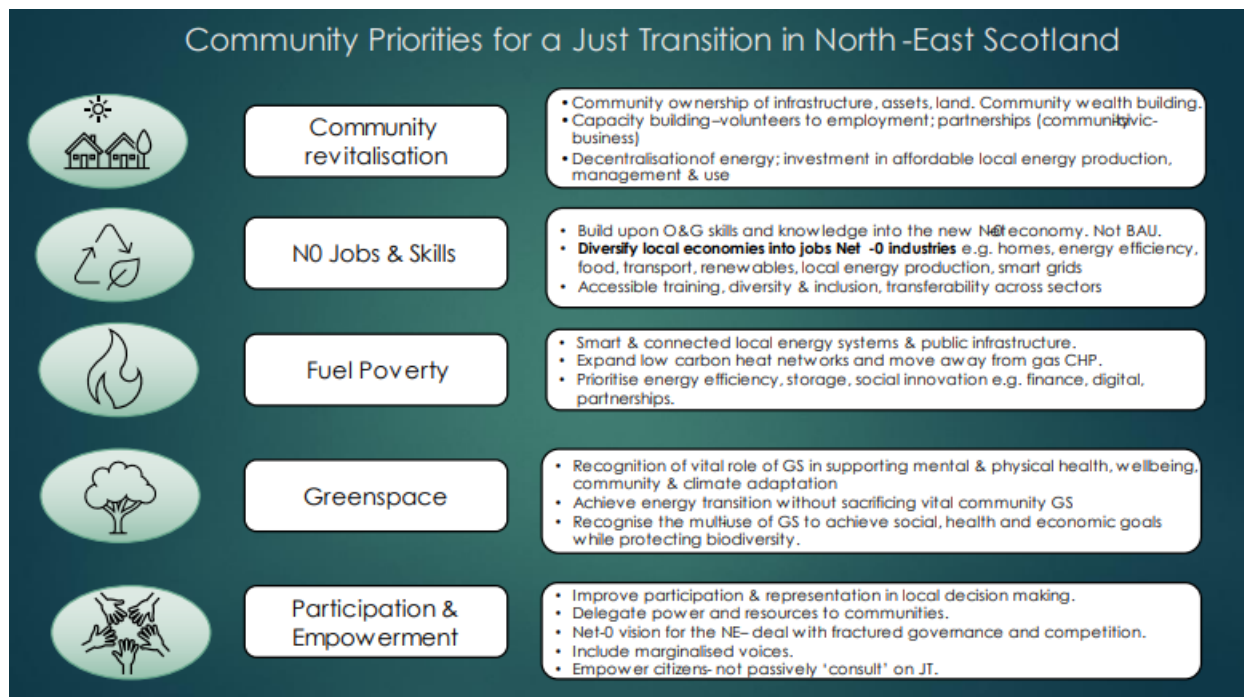 Community Priorities for a Just Transition in North-East Scotland
Community
revitalisation
• Community ownership of infrastructure, assets, land. Community wealth building.
• Capacity building–volunteers to employment; partnerships (community-civic-
business)
• Decentralisationof energy; investment in affordable local energy production,
management & use
N0 Jobs & Skills
• Build upon O&G skills and knowledge into the new Net-0 economy. Not BAU.
• Diversify local economies into jobs Net -0 industries e.g. homes, energy efficiency,
food, transport, renewables, local energy production, smart grids
• Accessible training, diversity & inclusion, transferability across sectors
Fuel Poverty
• Smart & connected local energy systems & public infrastructure.
• Expand low carbon heat networks and move away from gas CHP.
• Prioritise energy efficiency, storage, social innovation e.g. finance, digital,
partnerships.
Greenspace
• Recognition of vital role of GS in supporting mental & physical health, wellbeing,
community & climate adaptation
• Achieve energy transition without sacrificing vital community GS
• Recognise the multi-use of GS to achieve social, health and economic goals
while protecting biodiversity.
Participation &
Empowerment
• Improve participation & representation in local decision making.
• Delegate power and resources to communities.
• Net-0 vision for the NE– deal with fractured governance and competition.
• Include marginalised voices.
• Empower citizens- not passively ‘consult’ on JT.